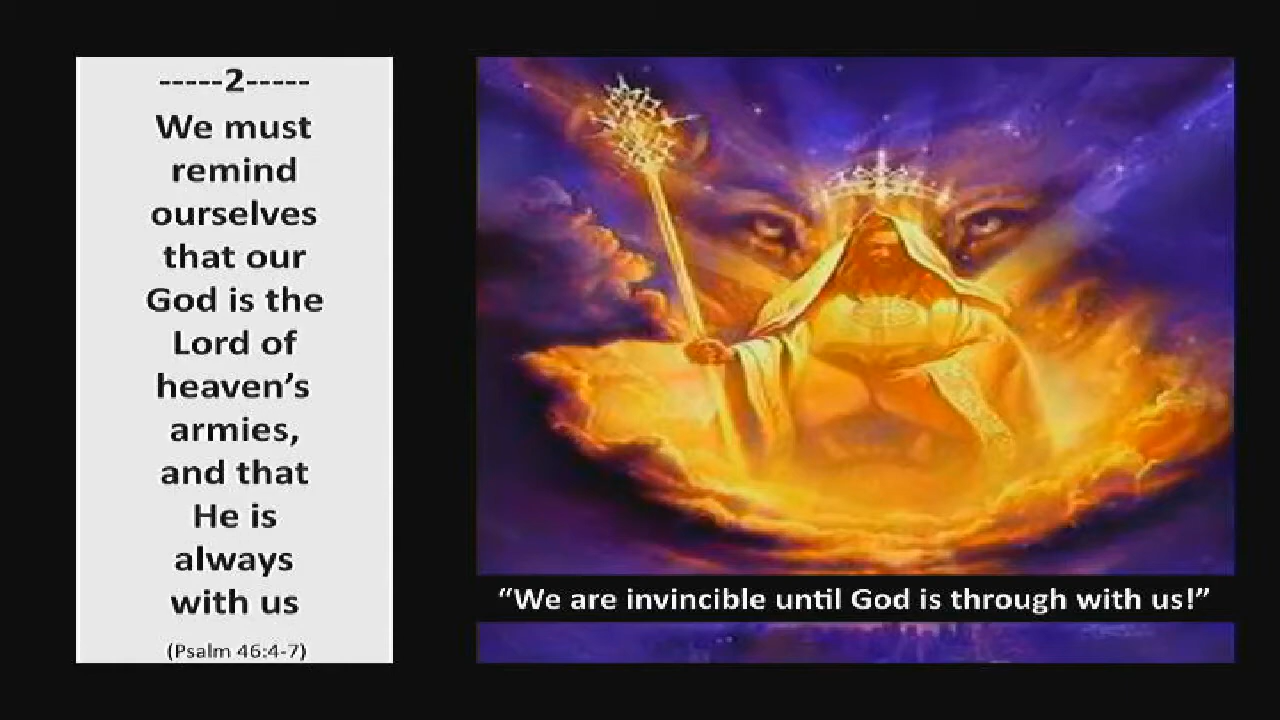 -----2-----
We must
remind
ourselves
that our
God is the
Lord of
heaven’s
armies,
and that
He is
always
with us
(Psalm 46:4-7)
“We are invincible until God is through with us!”